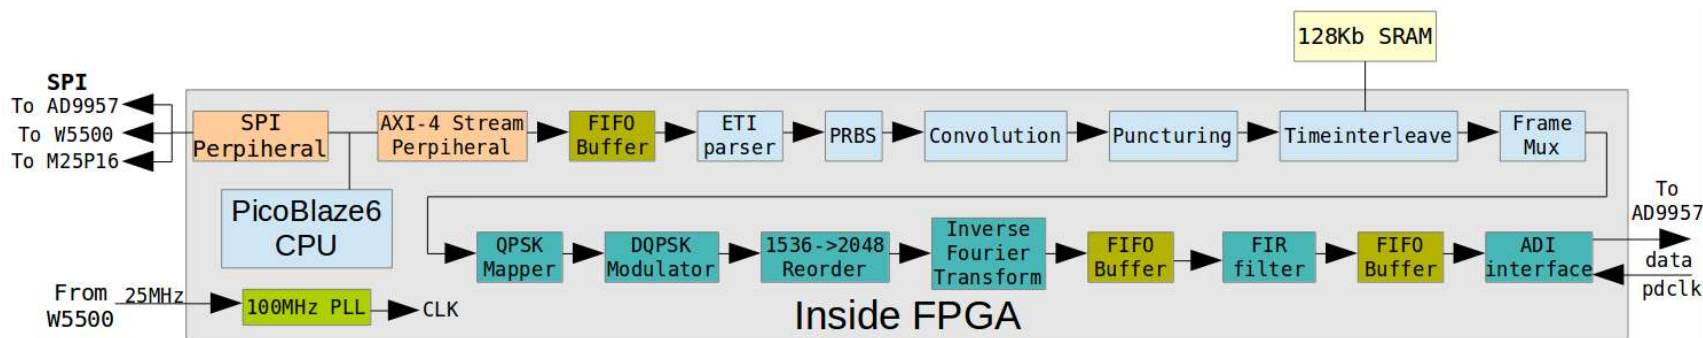 128Kb SRAM
SPI
To AD9957
To W5500
To M25P16
SPI
Perpiheral
AXI-4 Stream
Perpiheral
FIFO
Buffer
ETI
parser
PRBS
Convolution
Puncturing
Timeinterleave
Frame
Mux
PicoBlaze6
CPU
QPSK
Mapper
DQPSK
Modulator
1536->2048
Reorder
Inverse
Fourier
Transform
FIFO
Buffer
FIR
filter
FIFO
Buffer
ADI
interface
To
AD9957
data
pdclk
From
W5500
25MHz
100MHz PLL
CLK
Inside FPGA